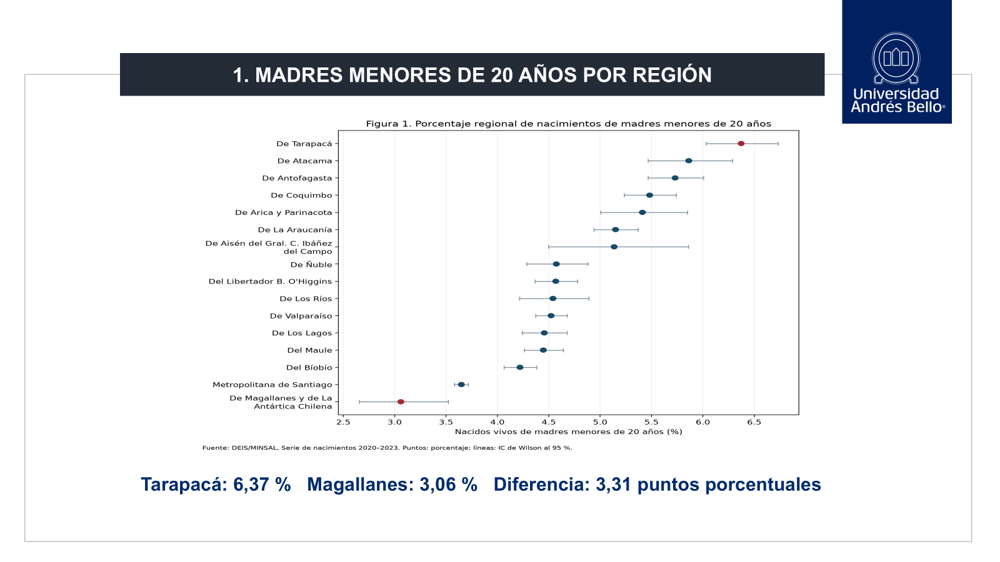 1. MADRES MENORES DE 20 AÑOS POR REGIÓN
Universidad
Andrés Bello®
Figura 1. Porcentaje regional de nacimientos de madres menores de 20 años
De Tarapacá
De Atacama
De Antofagasta
De Coquimbo
De Arica y Parinacota
De La Araucanía
De Aisén del Gral. C. Ibáñez
del Campo
De Ñuble
Del Libertador B. O'Higgins
De Los Ríos
De Valparaíso
De Los Lagos
Del Maule
Del Bíobío
Metropolitana de Santiago
De Magallanes y de La
Antártica Chilena
2.5 3.0 3.5 4.0 4.5 5.0 5.5 6.0 6.5
Nacidos vivos de madres menores de 20 años (%)
Fuente: DEIS/MINSAL, Serie de nacimientos 2020–2023. Puntos: porcentaje; líneas: IC de Wilson al 95 %.
Tarapacá: 6,37 % Magallanes: 3,06 % Diferencia: 3,31 puntos porcentuales